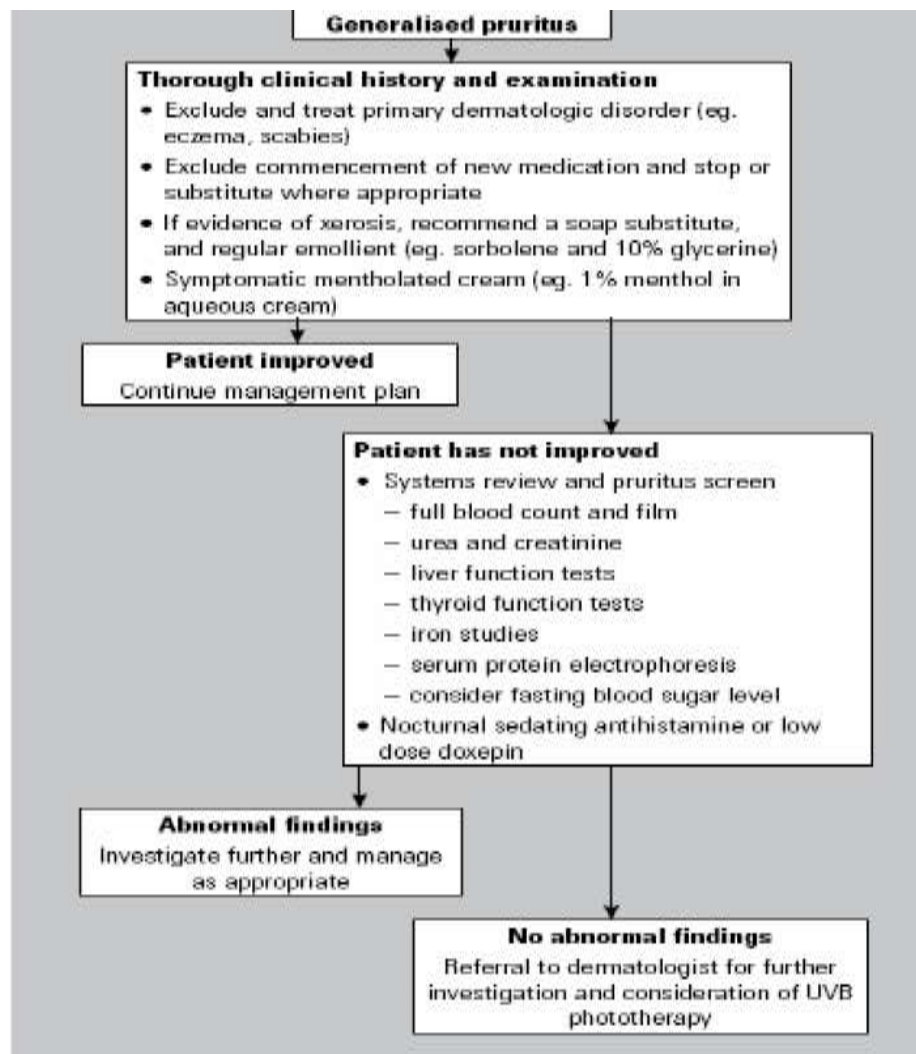 Generalised pruritus
Thorough clinical history and examination
• Exclude and treat primary dermatologic disorder (eg.
eczema, scabies)
• Exclude commencement of new medication and stop or
substitute where appropriate
• If evidence of xerosis, recommend a soap substitute,
and regular emollient (eg. sorbolene and 10% glycerine)
• Symptomatic mentholated cream (eg. 1% menthol in
aqueous cream)
Patient improved
Continue management plan
Patient has not improved
• Systems review and pruritus screen
– full blood count and film
– urea and creatinine
– liver function tests
– thyroid function tests
– iron studies
– serum protein electrophoresis
– consider fasting blood sugar level
• Nocturnal sedating antihistamine or low
dose doxepin
Abnormal findings
Investigate further and manage
as appropriate
No abnormal findings
Referral to dermatologist for further
investigation and consideration of UVB
phototherapy